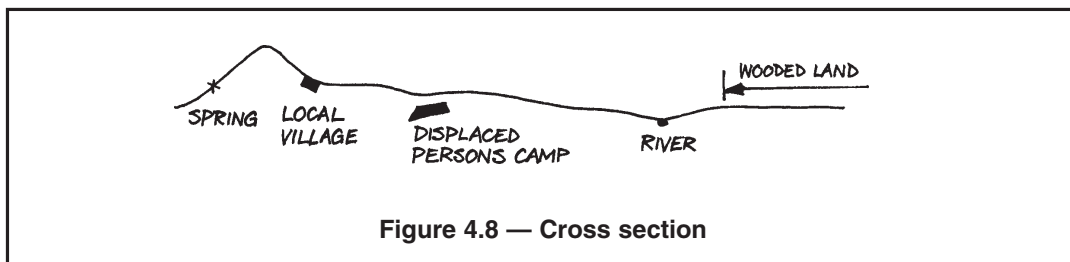 WOODED LAND
SPRING
LOCAL
VILLAGE
DISPLACED
PERSONS CAMP
RIVER
Figure 4.8 — Cross section